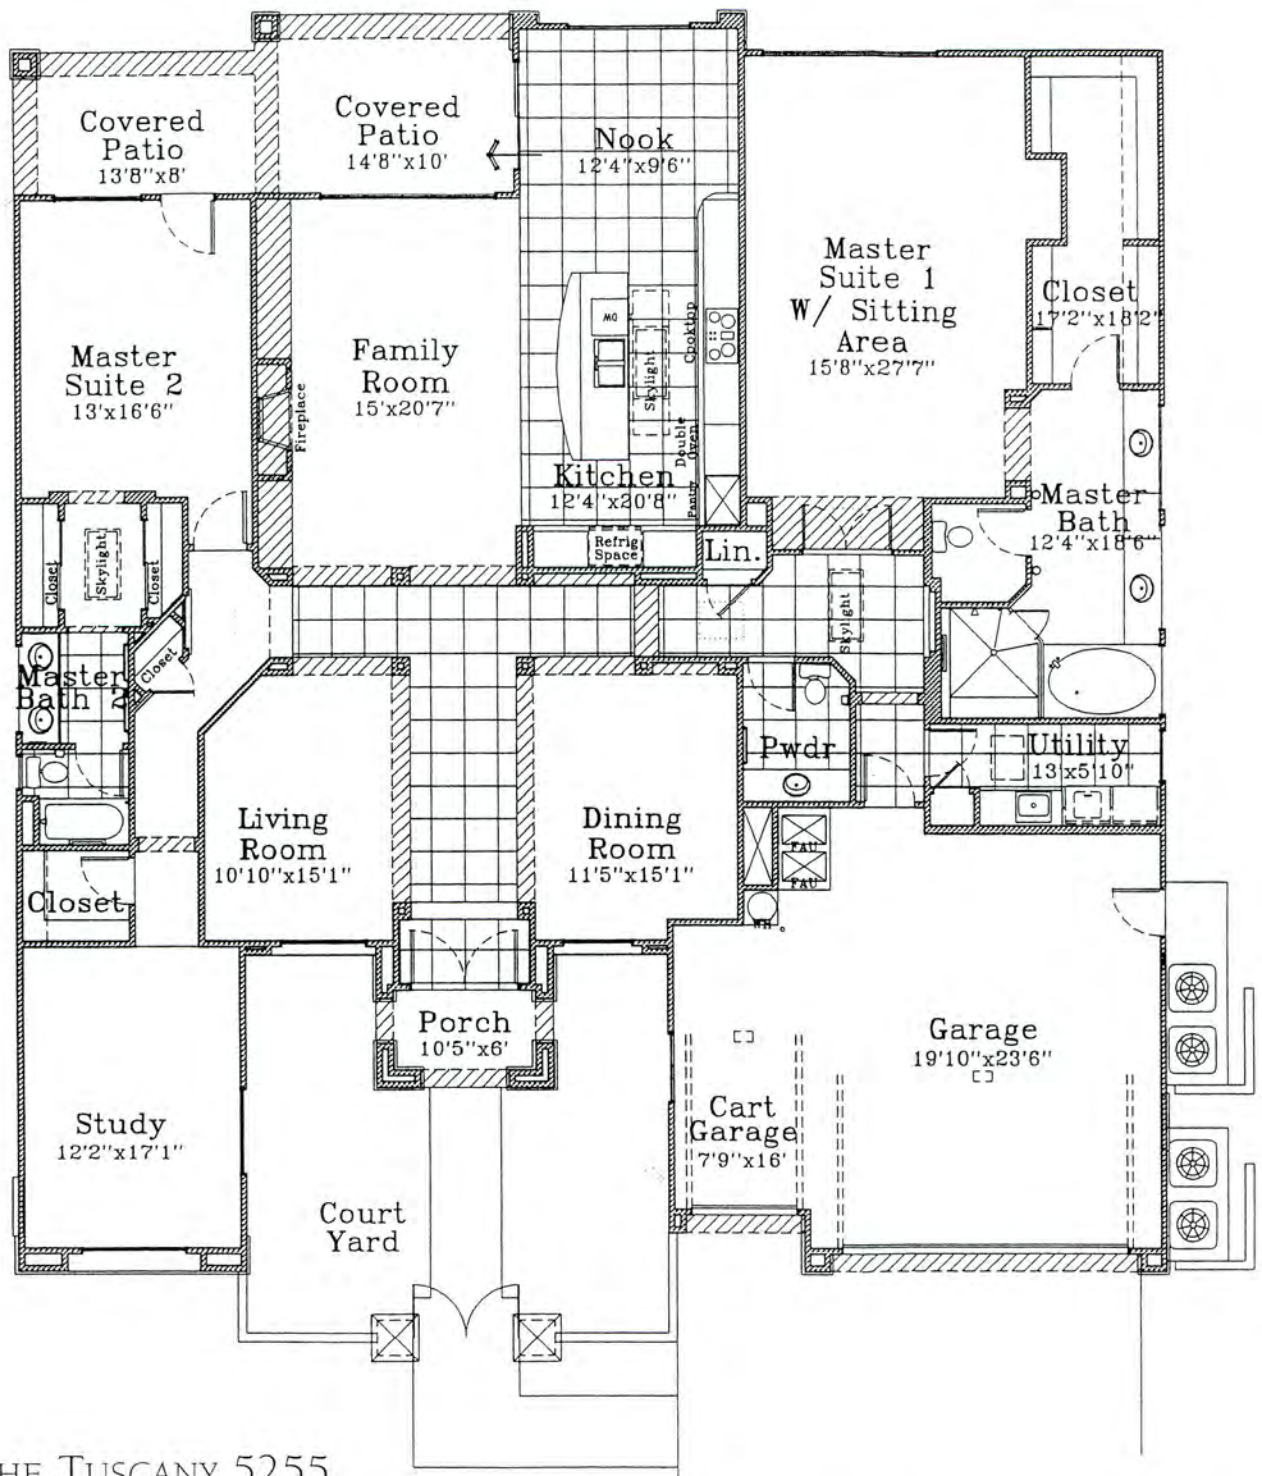 Covered
Patio
13'8"x8'
Covered
Patio
14'8"x10'
Nook
12'4"x9'6"
Master
Suite 1
W/ Sitting
Area
15'8"x27'7"
Closet
17'2"x18'2"
Master
Suite 2
13'x16'6"
Family
Room
15'x20'7"
Fireplace
DW
Skylight
Cooktop
Double
Oven
Pantry
Kitchen
12'4"x20'8"
Refrig
Space
Lin.
Master
Bath
12'4"x18'6"
Closet
Skylight
Closet
Closet
Skylight
Master
Bath 2
Pwdr
Utility
13'x5'10"
Living
Room
10'10"x15'1"
Dining
Room
11'5"x15'1"
FAU
FAU
WH
Closet
Porch
10'5"x6'
Garage
19'10"x23'6"
Study
12'2"x17'1"
Cart
Garage
7'9"x16'
Court
Yard
HE TUSCANY 5255